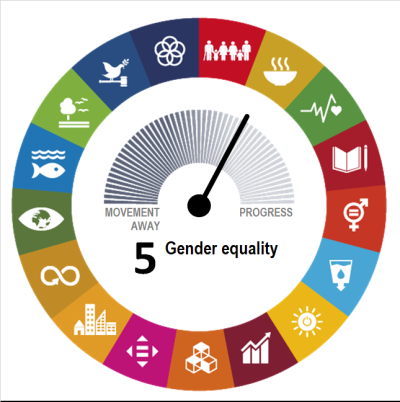 MOVEMENT
AWAY
PROGRESS
5 Gender equality